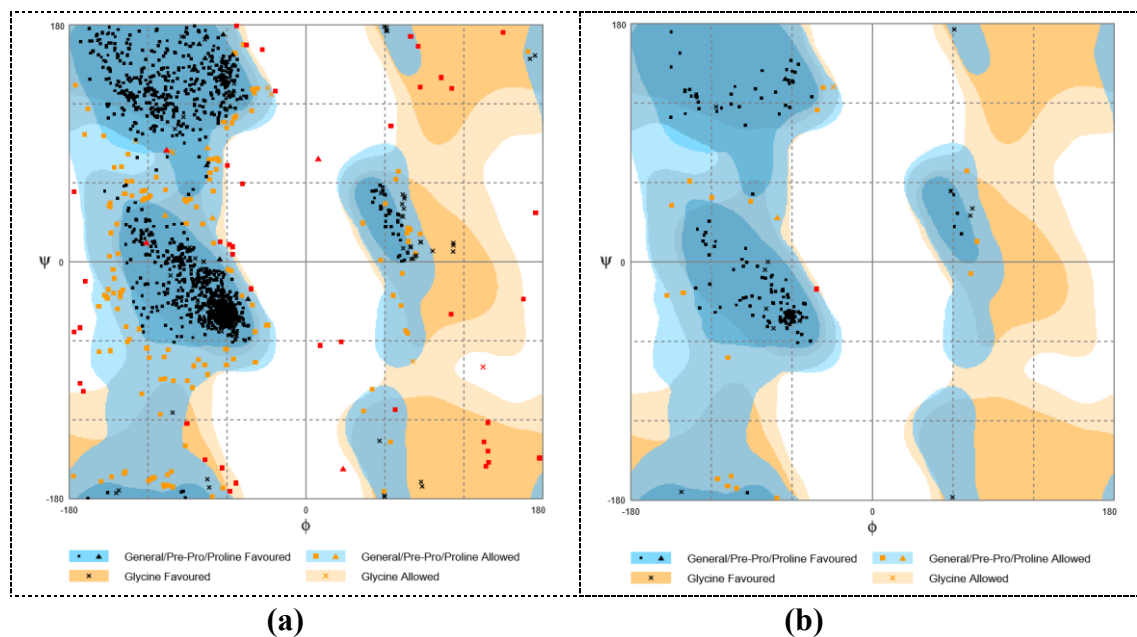 180
ψ 0
-180
-180 0 180
ϕ
General/Pre-Pro/Proline Favoured General/Pre-Pro/Proline Allowed
Glycine Favoured Glycine Allowed
(a)
180
ψ 0
-180
-180 0 180
ϕ
General/Pre-Pro/Proline Favoured General/Pre-Pro/Proline Allowed
Glycine Favoured Glycine Allowed
(b)